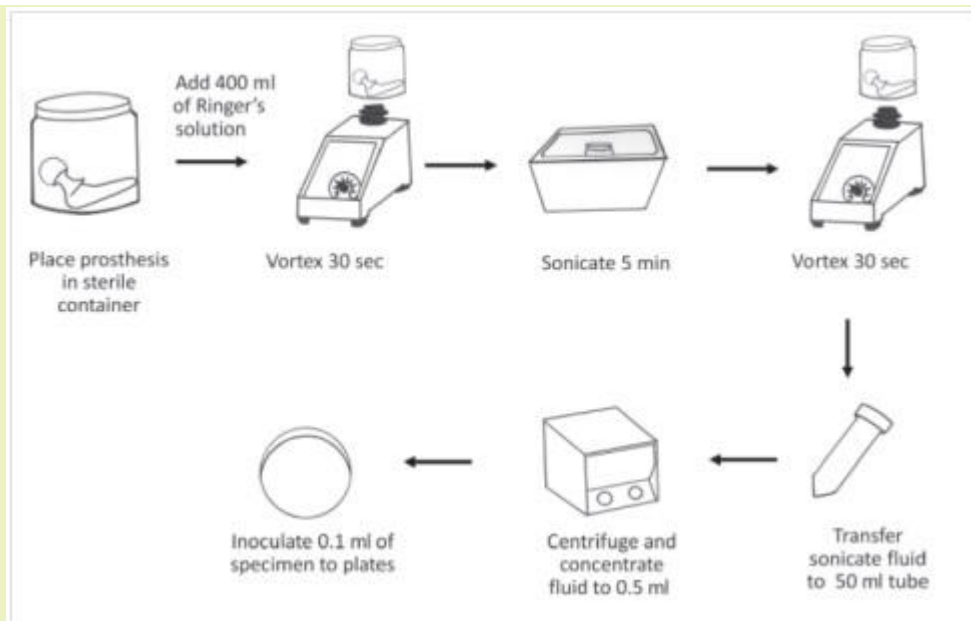 Add 400 ml
of Ringer's
solution
Place prosthesis
in sterile
container
Vortex 30 sec
Sonicate 5 min
Vortex 30 sec
Transfer
sonicate fluid
to 50 ml tube
Centrifuge and
concentrate
fluid to 0.5 ml
Inoculate 0.1 ml of
specimen to plates